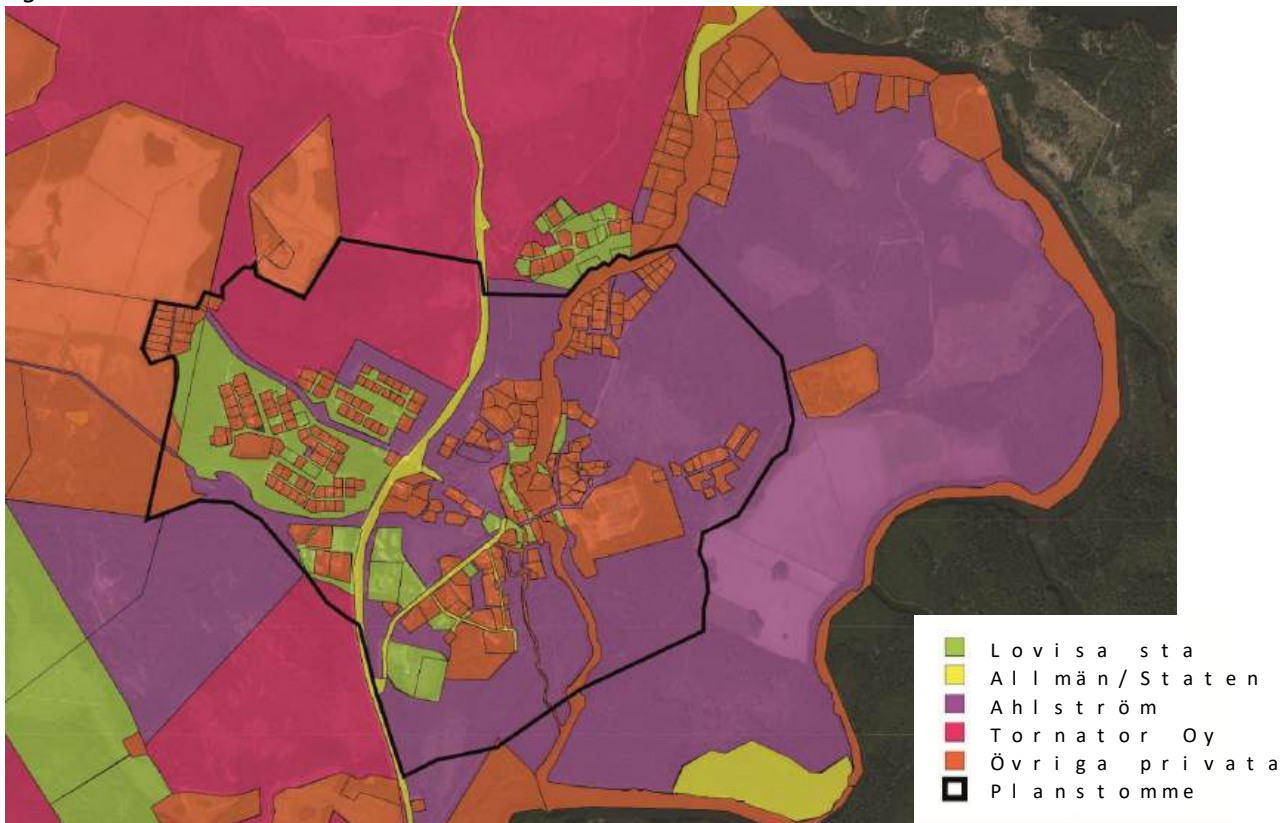 Lovisa sta
Allmän/Staten
Ahlström
Tornator Oy
Övriga privata
Planstomme